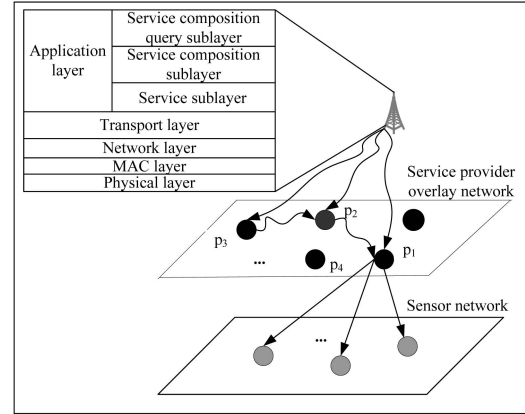 Application
layer
Service composition
query sublayer
Service composition
sublayer
Service sublayer
Transport layer
Network layer
MAC layer
Physical layer
Service provider
overlay network
p3
p2
p1
...
p4
Sensor network
...